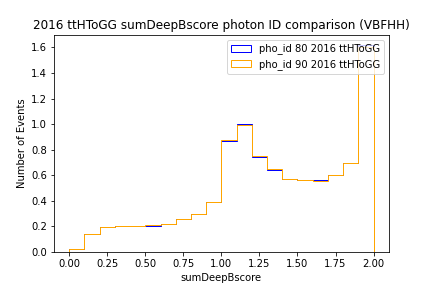 2016 ttHToGG sumDeepBscore photon ID comparison (VBFHH)
pho_id 80 2016 ttHToGG
pho_id 90 2016 ttHToGG
Number of Events
1.6
1.4
1.2
1.0
0.8
0.6
0.4
0.2
0.0
0.00 0.25 0.50 0.75 1.00 1.25 1.50 1.75 2.00
sumDeepBscore